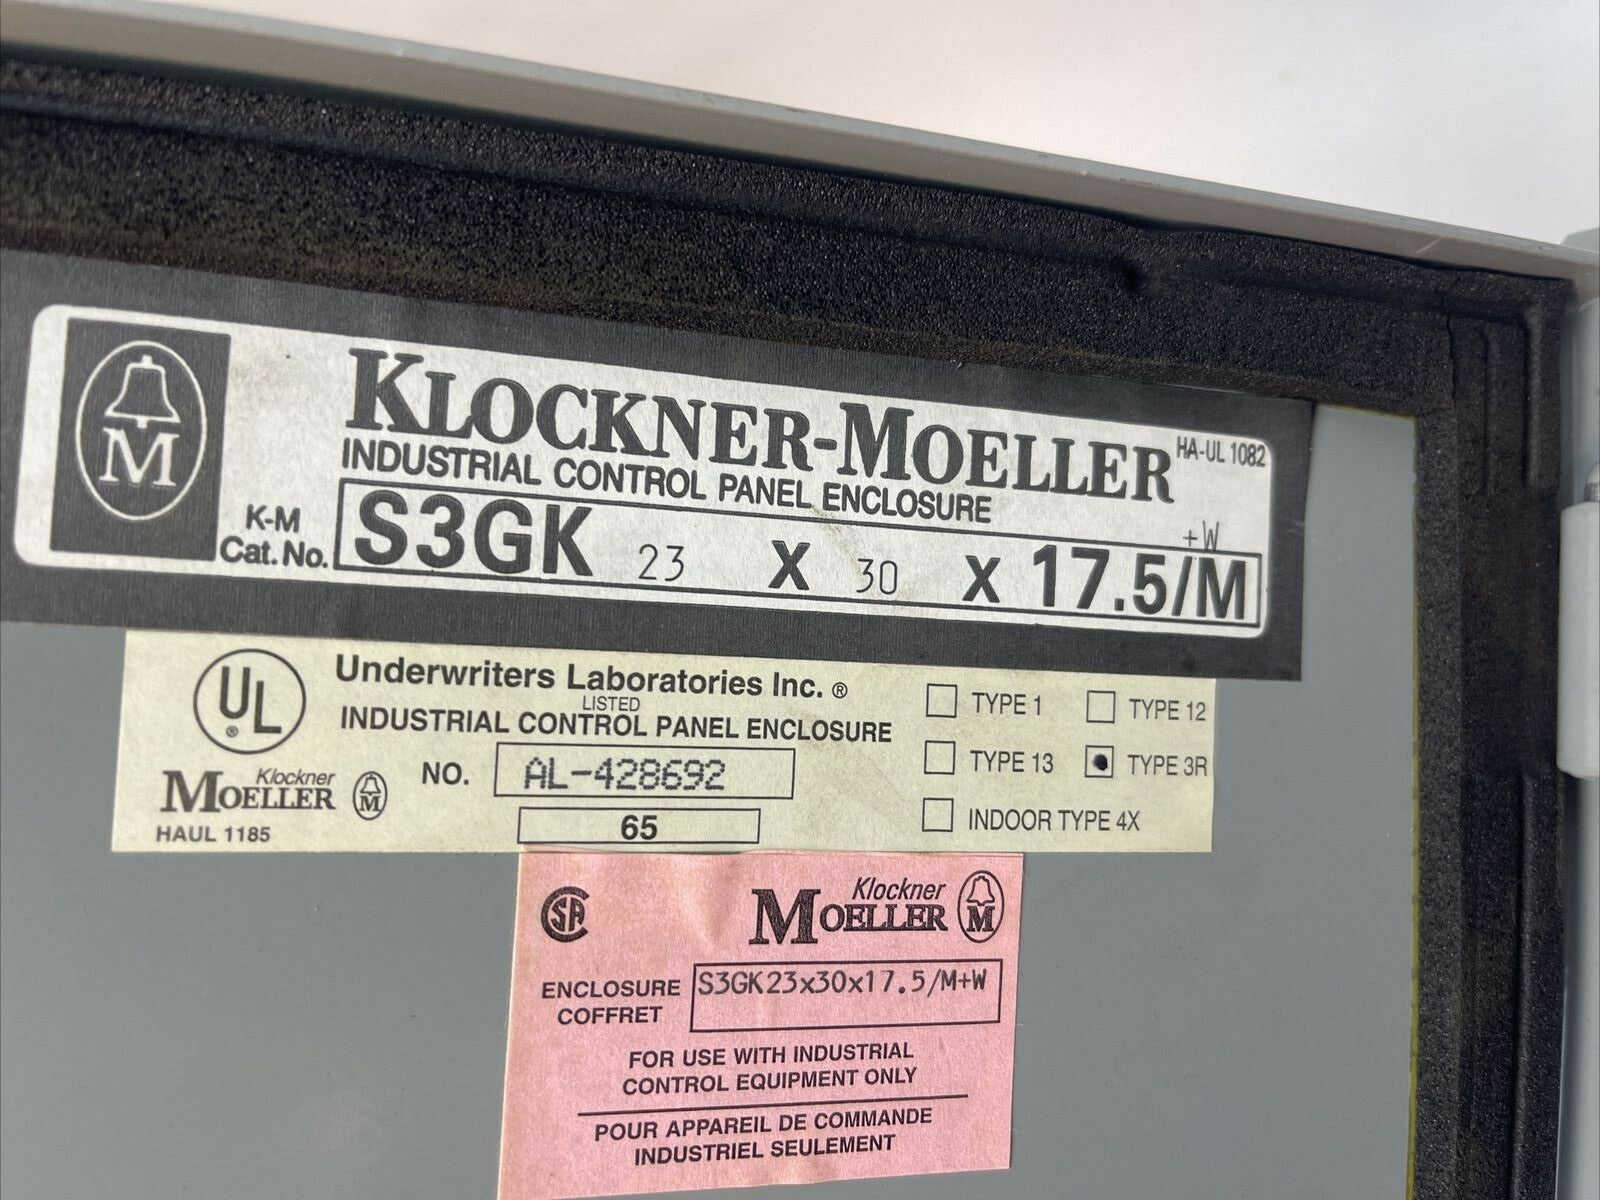 M
KLOCKNER-MOELLER
HA-UL 1082
INDUSTRIAL CONTROL PANEL ENCLOSURE
+W
K-M
Cat. No.
S3GK 23 X 30 X 17.5/M
UL
®
Underwriters Laboratories Inc. ®
LISTED
INDUSTRIAL CONTROL PANEL ENCLOSURE
Klockner
MOELLER M
HAUL 1185
NO. AL-428692
65
TYPE 1
TYPE 12
TYPE 13
TYPE 3R
INDOOR TYPE 4X
SA
Klockner
MOELLER M
ENCLOSURE
COFFRET
S3GK23x30x17.5/M+W
FOR USE WITH INDUSTRIAL
CONTROL EQUIPMENT ONLY
POUR APPAREIL DE COMMANDE
INDUSTRIEL SEULEMENT